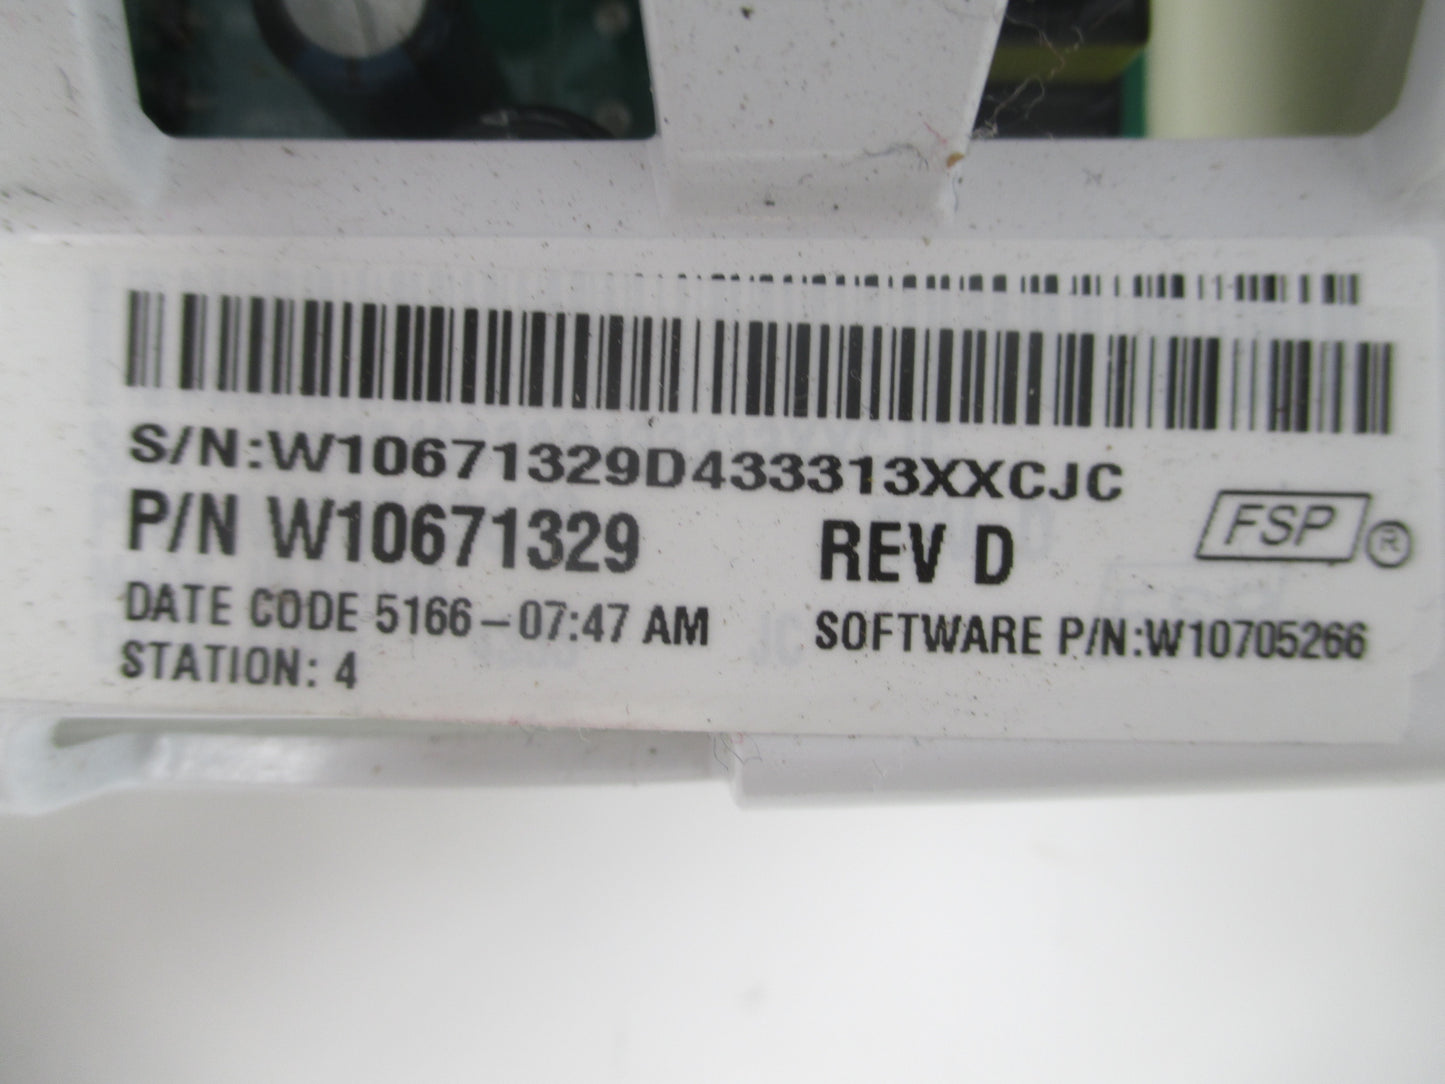 S/N:W10671329D433313XXCJC
P/N W10671329 REV D FSP®
DATE CODE 5166-07:47 AM SOFTWARE P/N:W10705266
STATION: 4